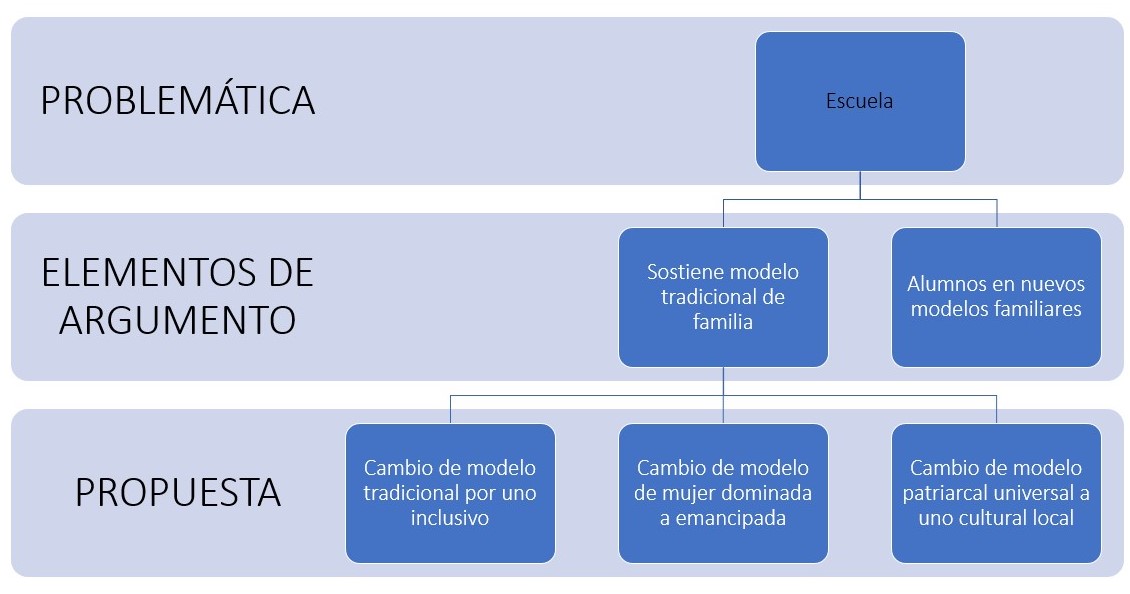 PROBLEMÁTICA
Escuela
ELEMENTOS DE
ARGUMENTO
Sostiene modelo
tradicional de
familia
Alumnos en nuevos
modelos familiares
PROPUESTA
Cambio de modelo
tradicional por uno
inclusivo
Cambio de modelo
de mujer dominada
a emancipada
Cambio de modelo
patriarcal universal a
uno cultural local